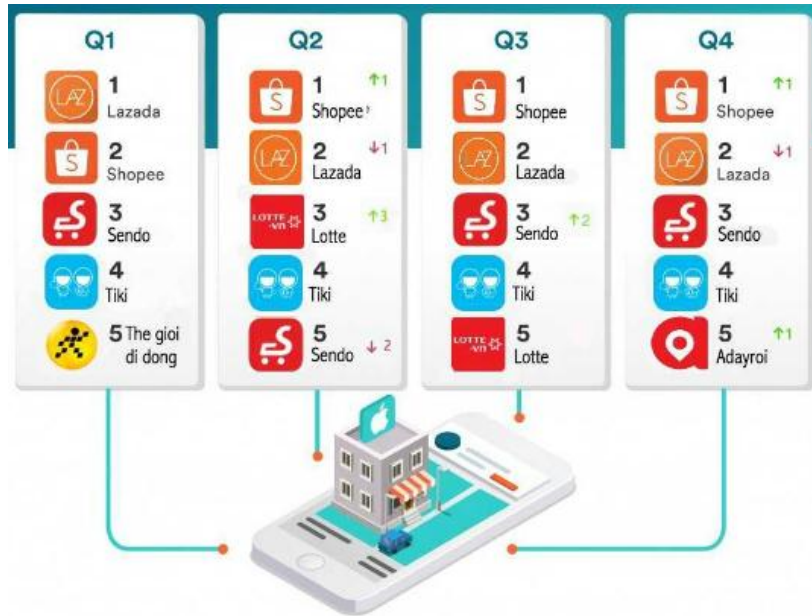 Q1
LAZ
1
Lazada
S
2
Shopee
S
3
Sendo
4
Tiki
5 The gioi
di dong
Q2
S
1 ↑1
Shopee?
LAZ
2 ↓1
Lazada
LOTTE
.vn
3 ↑3
Lotte
4
Tiki
S
5
Sendo ↓ 2
Q3
S
1
Shopee
LAZ
2
Lazada
S
3
Sendo ↑2
4
Tiki
LOTTE
.vn
5
Lotte
Q4
S
1 ↑1
Shopee
LAZ
2 ↓1
Lazada
S
3
Sendo
4
Tiki
5 ↑1
Adayroi